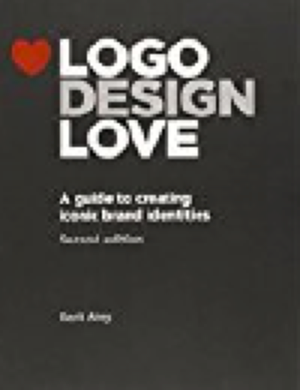 LOGO
DESIGN
LOVE
A guide to creating
iconic brand identities
Second edition
David Airey